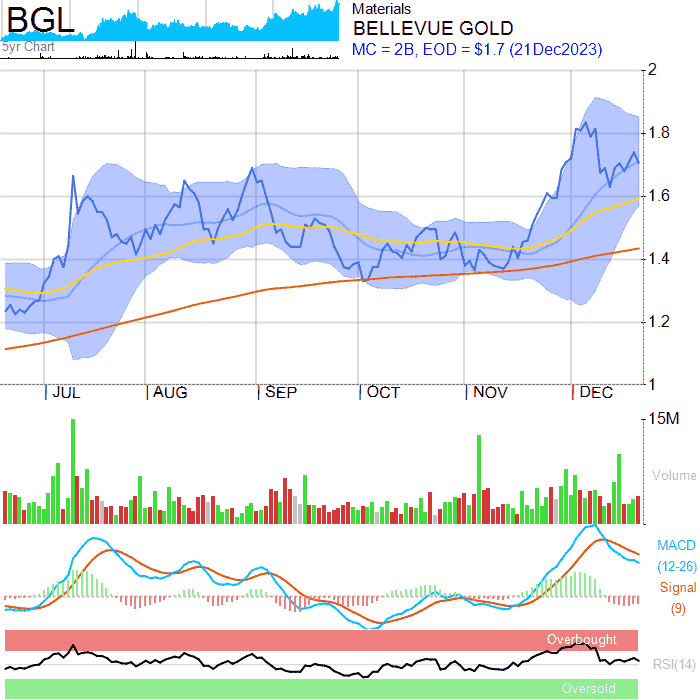 BGL
5yr Chart
Materials
BELLEVUE GOLD
MC = 2B, EOD = $1.7 (21Dec2023)
2
1.8
1.6
1.4
1.2
1
JUL AUG SEP OCT NOV DEC
15M
Volume
MACD
(12-26)
Signal
(9)
Overbought
RSI(14)
Oversold